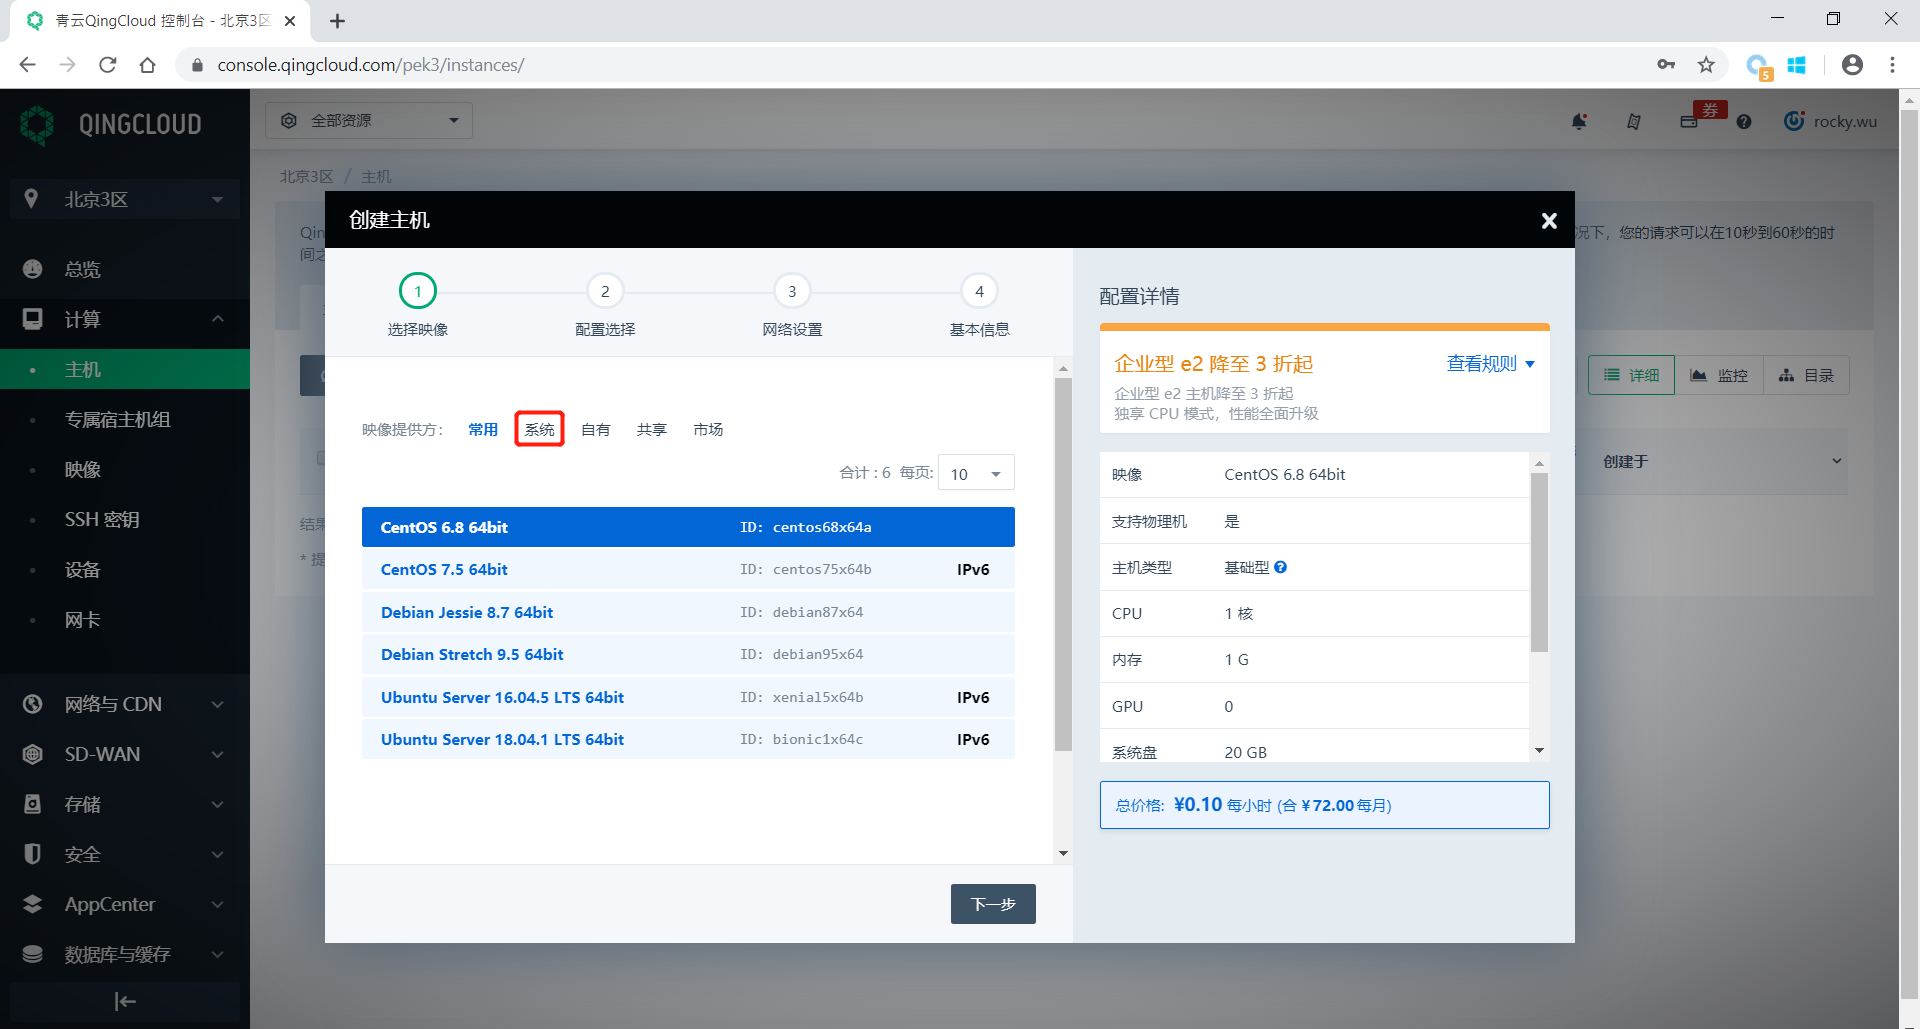 青云QingCloud 控制台 - 北京3区
console.qingcloud.com/pek3/instances/
5
QINGCLOUD
全部资源
券
rocky.wu
北京3区
北京3区 / 主机
总览
计算
主机
专属宿主机组
映像
SSH 密钥
设备
网卡
网络与 CDN
SD-WAN
存储
安全
AppCenter
数据库与缓存
Qin
间之
况下，您的请求可以在10秒到60秒的时
详细
监控
目录
创建于
结果
* 提
创建主机
1
2
3
4
选择映像
配置选择
网络设置
基本信息
映像提供方：
常用
系统
自有
共享
市场
合计 : 6 每页: 10
CentOS 6.8 64bit ID: centos68x64a
CentOS 7.5 64bit ID: centos75x64b IPv6
Debian Jessie 8.7 64bit ID: debian87x64
Debian Stretch 9.5 64bit ID: debian95x64
Ubuntu Server 16.04.5 LTS 64bit ID: xenial5x64b IPv6
Ubuntu Server 18.04.1 LTS 64bit ID: bionic1x64c IPv6
下一步
配置详情
企业型 e2 降至 3 折起
查看规则
企业型 e2 主机降至 3 折起
独享 CPU 模式，性能全面升级
映像 CentOS 6.8 64bit
支持物理机 是
主机类型 基础型
CPU 1 核
内存 1 G
GPU 0
系统盘 20 GB
总价格: ¥0.10 每小时 (合 ¥ 72.00 每月)